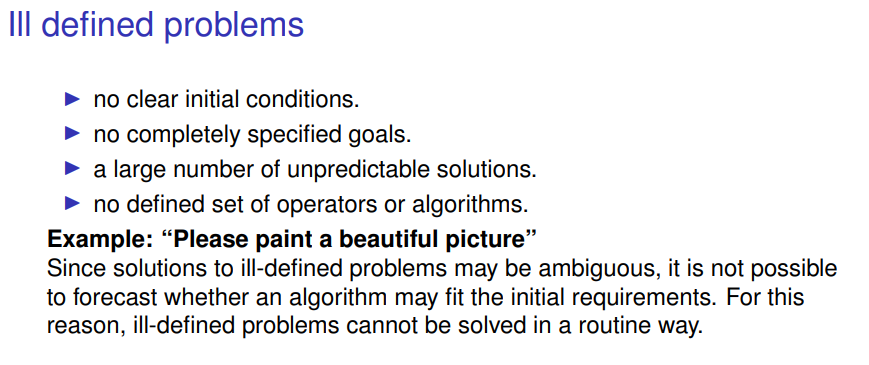 Ill defined problems
▶ no clear initial conditions.
▶ no completely specified goals.
▶ a large number of unpredictable solutions.
▶ no defined set of operators or algorithms.
Example: “Please paint a beautiful picture”
Since solutions to ill-defined problems may be ambiguous, it is not possible
to forecast whether an algorithm may fit the initial requirements. For this
reason, ill-defined problems cannot be solved in a routine way.